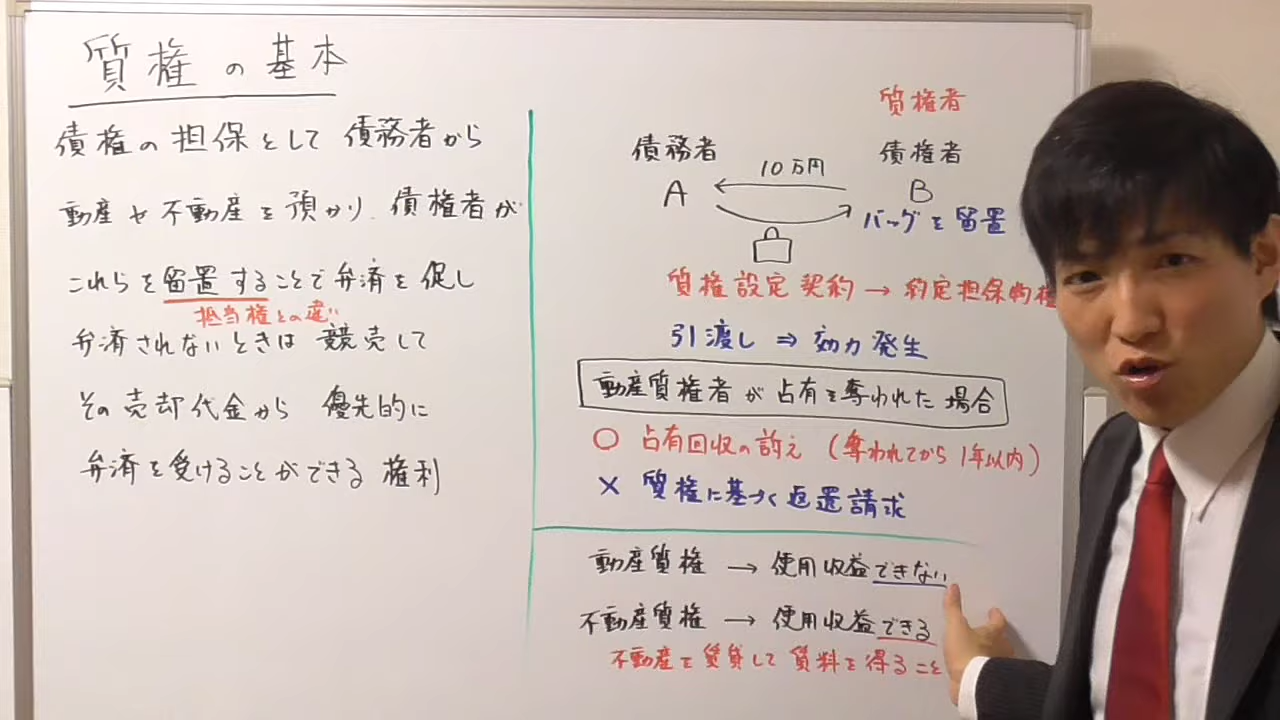 質権の基本
債権の担保として 債務者から
動産や不動産を預かり、債権者が
これらを留置することで弁済を促し
抵当権との違い
弁済されないときは 競売して
その売却代金から 優先的に
弁済を受けることができる 権利
質権者
債務者 債権者
A 10万円 B
バッグを留置
質権設定契約 → 約定担保物権
引渡し ⇒ 効力発生
動産質権者が占有を奪われた場合
○ 占有回収の訴え (奪われてから1年以内)
× 質権に基づく返還請求
動産質権 → 使用収益できない
不動産質権 → 使用収益できる
不動産を賃貸して 賃料を得ること